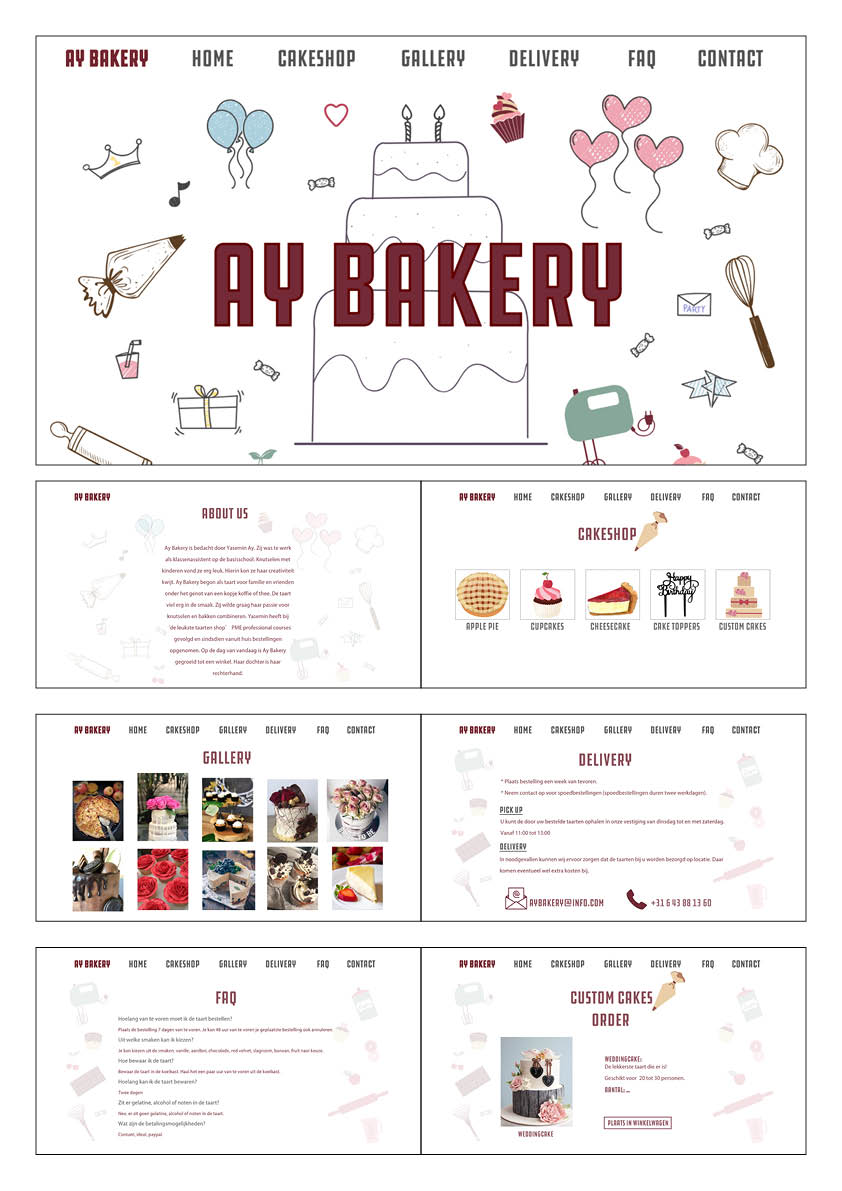 AY BAKERY HOME CAKESHOP GALLERY DELIVERY FAQ CONTACT
PARTY
AY BAKERY
AY BAKERY
ABOUT US
Ay Bakery is bedacht door Yasemin Ay. Zij was te werk
als klassenassistent op de basisschool. Knutselen met
kinderen vond ze erg leuk. Hierin kon ze haar creativiteit
kwijt. Ay Bakery begon als taart voor familie en vrienden
onder het genot van een kopje koffie of thee. De taart
viel erg in de smaak. Zij wilde graag haar passie voor
knutselen en bakken combineren. Yasemin heeft bij
'de leukste taarten shop' PME professional courses
gevolgd en sindsdien vanuit huis bestellingen
opgenomen. Op de dag van vandaag is Ay Bakery
gegroeid tot een winkel. Haar dochter is haar
rechterhand.
AY BAKERY HOME CAKESHOP GALLERY DELIVERY FAQ CONTACT
CAKESHOP
Happy
Birthday
APPLE PIE CUPCAKES CHEESECAKE CAKE TOPPERS CUSTOM CAKES
AY BAKERY HOME CAKESHOP GALLERY DELIVERY FAQ CONTACT
GALLERY
AY BAKERY HOME CAKESHOP GALLERY DELIVERY FAQ CONTACT
DELIVERY
* Plaats bestelling een week van tevoren.
* Neem contact op voor spoedbestellingen (spoedbestellingen duren twee werkdagen).
PICK UP
U kunt de door uw bestelde taarten ophalen in onze vestiging van dinsdag tot en met zaterdag.
Vanaf 11:00 tot 15:00
DELIVERY
In noodgevallen kunnen wij ervoor zorgen dat de taarten bij u worden bezorgd op locatie. Daar
komen eventueel wel extra kosten bij.
AYBAKERY@INFO.COM +31 6 43 88 13 60
AY BAKERY HOME CAKESHOP GALLERY DELIVERY FAQ CONTACT
FAQ
Hoelang van te voren moet ik de taart bestellen?
Plaats de bestelling 7 dagen van te voren. Je kan 48 uur van te voren je geplaatste bestelling ook annuleren
Uit welke smaken kan ik kiezen?
Je kan kiezen uit de smaken, vanille, aardbei, chocolade, red velvet, slagroom, banaan, fruit naar keuze.
Hoe bewaar ik de taart?
Bewaar de taart in de koelkast. Haal het een paar uur van te voren uit de koelkast.
Hoelang kan ik de taart bewaren?
Twee dagen
Zit er gelatine, alcohol of noten in de taart?
Nee, er zit geen gelatine, alcohol of noten in de taart.
Wat zijn de betalingsmogelijkheden?
Contant, ideal, paypal
AY BAKERY HOME CAKESHOP GALLERY DELIVERY FAQ CONTACT
CUSTOM CAKES
ORDER
WEDDINGCAKE:
De lekkerste taart die er is!
Geschikt voor 20 tot 30 personen.
AANTAL: ...
PLAATS IN WINKELWAGEN
WEDDINGCAKE